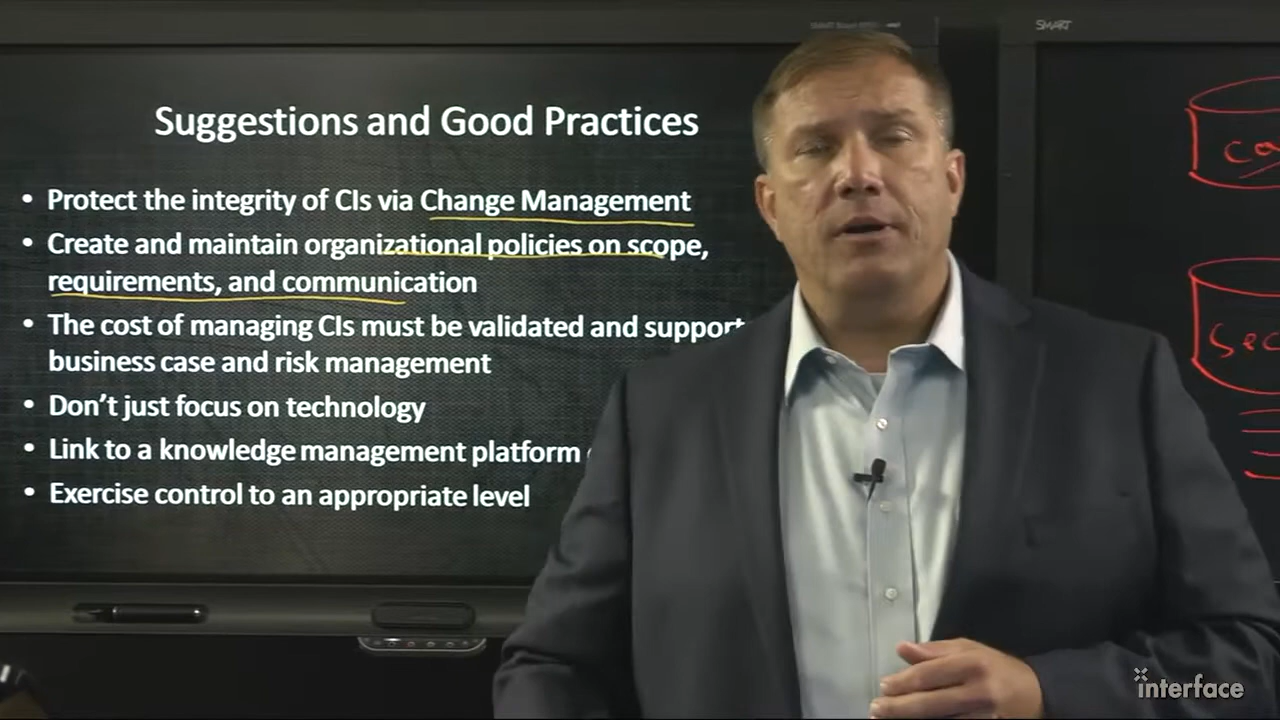 SMART
Suggestions and Good Practices
• Protect the integrity of CIs via Change Management
• Create and maintain organizational policies on scope,
requirements, and communication
• The cost of managing CIs must be validated and support
business case and risk management
• Don't just focus on technology
• Link to a knowledge management platform
• Exercise control to an appropriate level
interface